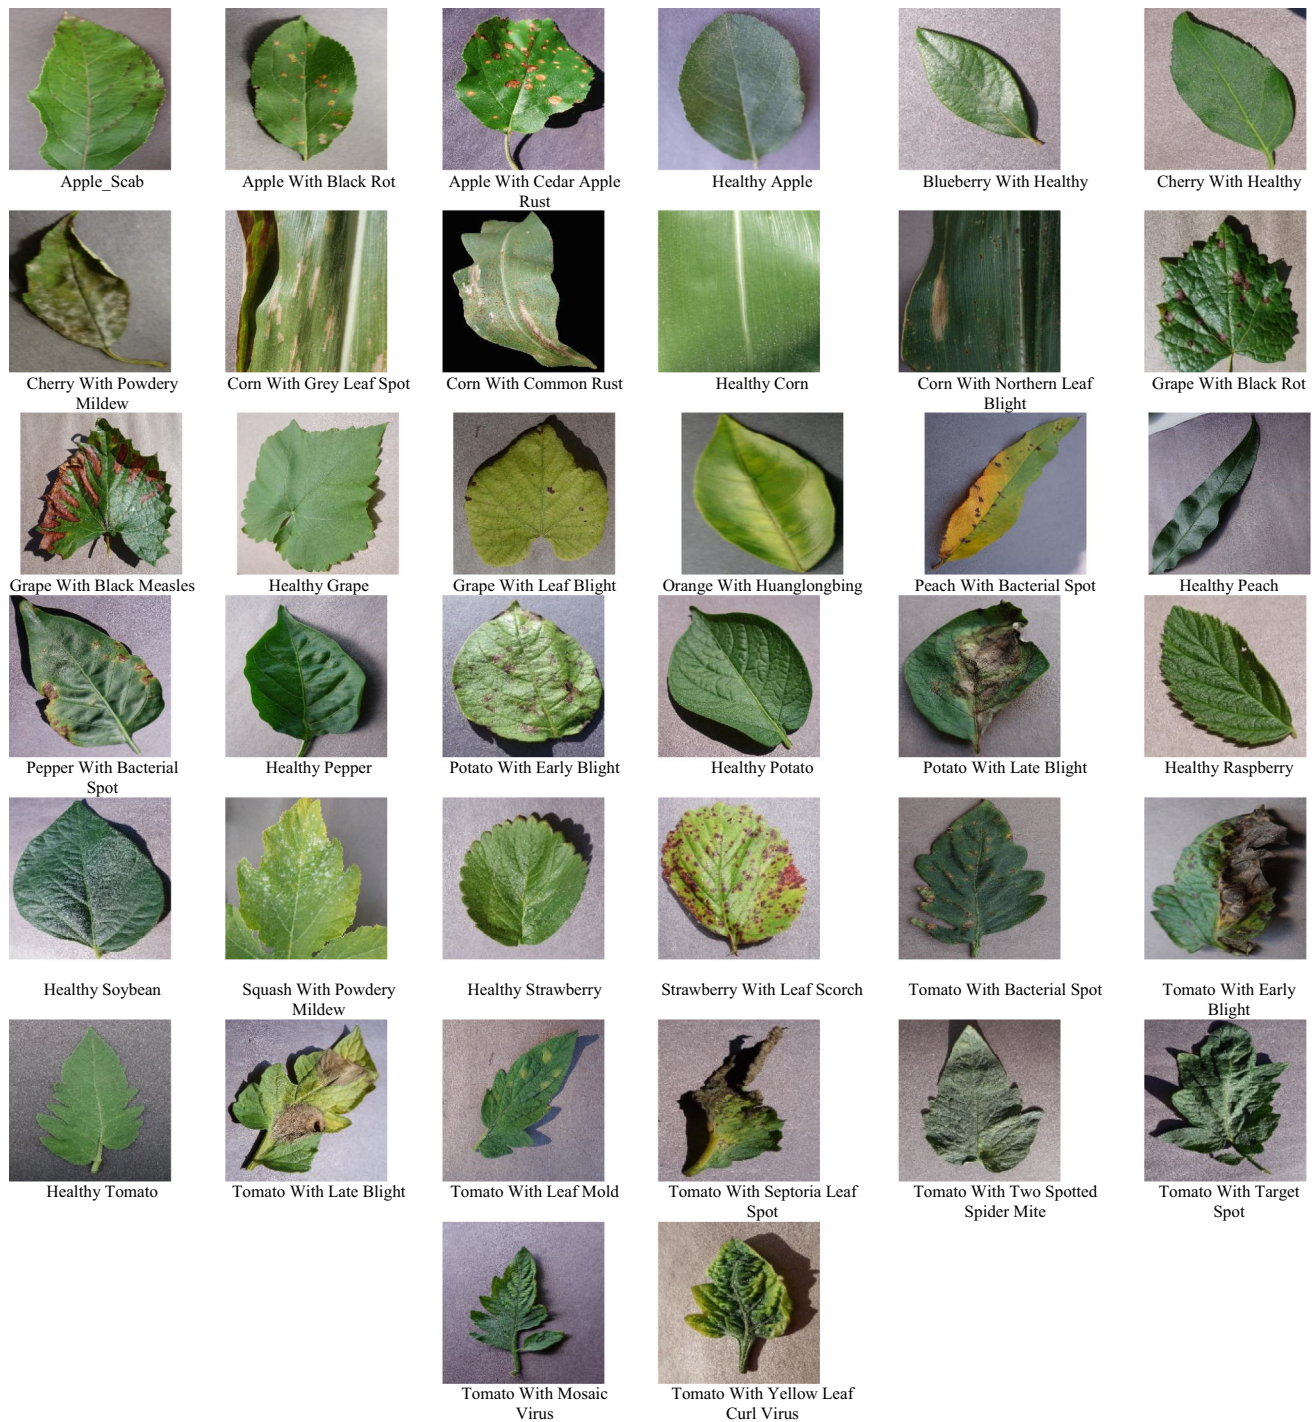 Apple_Scab
Apple With Black Rot
Apple With Cedar Apple
Rust
Healthy Apple
Blueberry With Healthy
Cherry With Healthy
Cherry With Powdery
Mildew
Corn With Grey Leaf Spot
Corn With Common Rust
Healthy Corn
Corn With Northern Leaf
Blight
Grape With Black Rot
Grape With Black Measles
Healthy Grape
Grape With Leaf Blight
Orange With Huanglongbing
Peach With Bacterial Spot
Healthy Peach
Pepper With Bacterial
Spot
Healthy Pepper
Potato With Early Blight
Healthy Potato
Potato With Late Blight
Healthy Raspberry
Healthy Soybean
Squash With Powdery
Mildew
Healthy Strawberry
Strawberry With Leaf Scorch
Tomato With Bacterial Spot
Tomato With Early
Blight
Healthy Tomato
Tomato With Late Blight
Tomato With Leaf Mold
Tomato With Septoria Leaf
Spot
Tomato With Two Spotted
Spider Mite
Tomato With Target
Spot
Tomato With Mosaic
Virus
Tomato With Yellow Leaf
Curl Virus